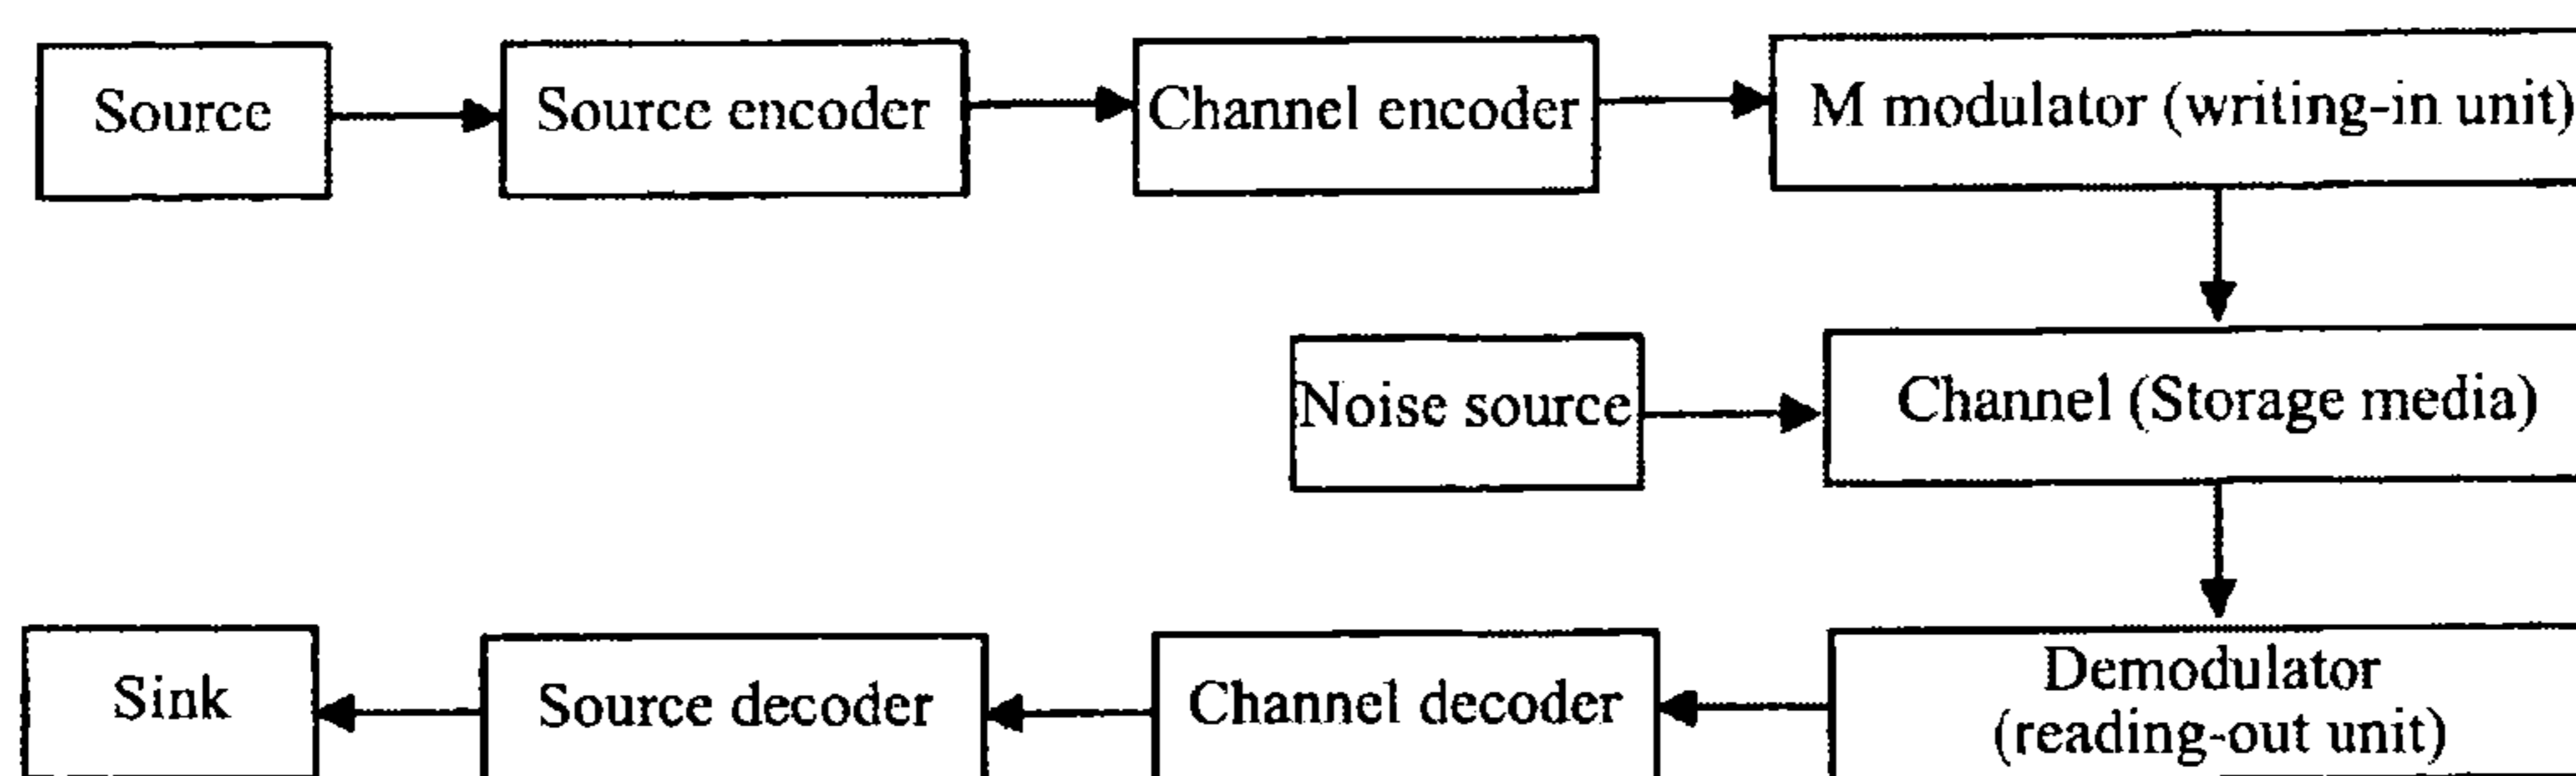 Source
Source encoder
Channel encoder
M modulator (writing-in unit)
Noise source
Channel (Storage media)
Sink
Source decoder
Channel decoder
Demodulator
(reading-out unit)